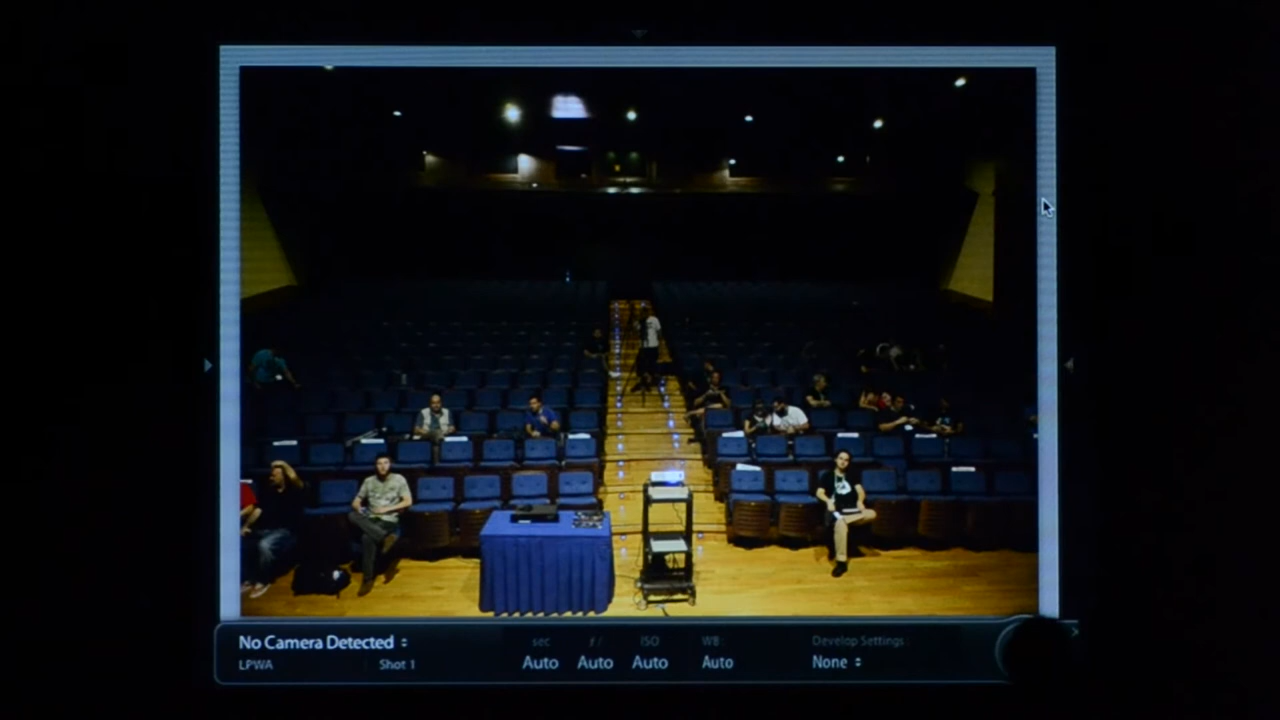 No Camera Detected
sec f / ISO WB: Develop Settings:
LPWA Shot 1 Auto Auto Auto Auto None